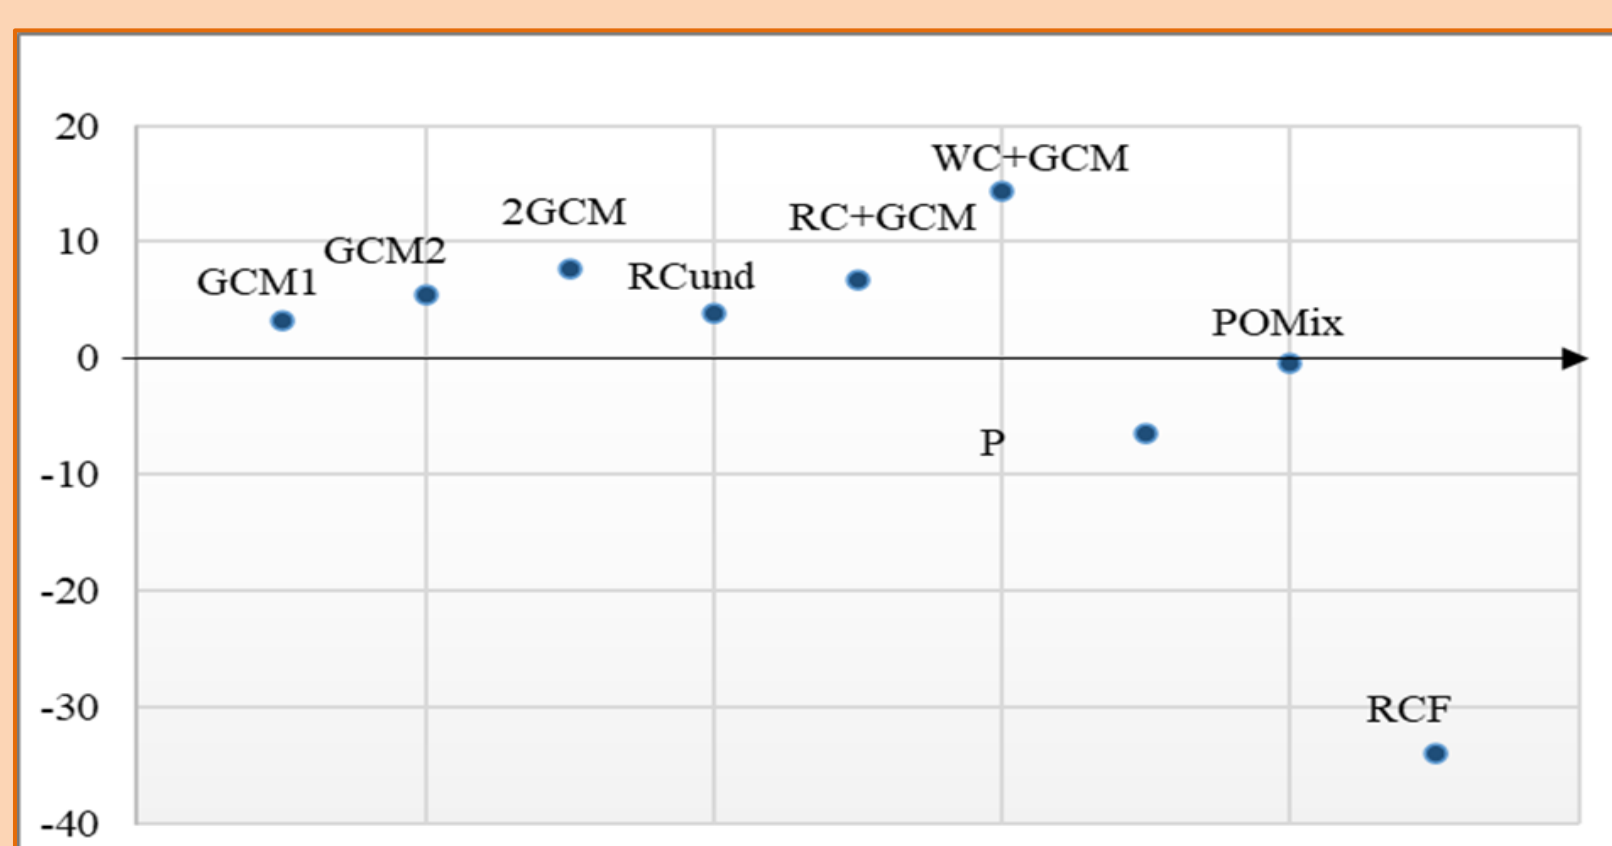 20
WC+GCM
2GCM
RC+GCM
10
GCM2
GCM1
RCund
POMix
0
P
-10
-20
-30
RCF
-40